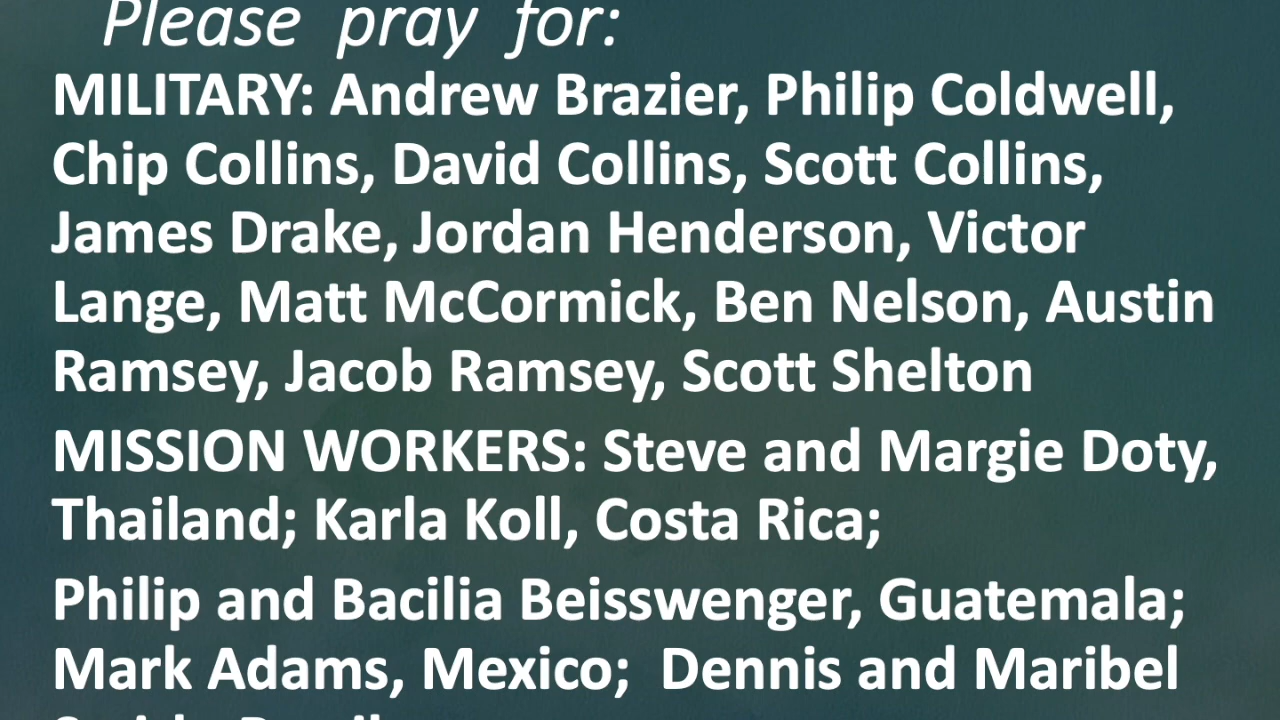 Please pray for:
MILITARY: Andrew Brazier, Philip Coldwell,
Chip Collins, David Collins, Scott Collins,
James Drake, Jordan Henderson, Victor
Lange, Matt McCormick, Ben Nelson, Austin
Ramsey, Jacob Ramsey, Scott Shelton
MISSION WORKERS: Steve and Margie Doty,
Thailand; Karla Koll, Costa Rica;
Philip and Bacilia Beisswenger, Guatemala;
Mark Adams, Mexico; Dennis and Maribel